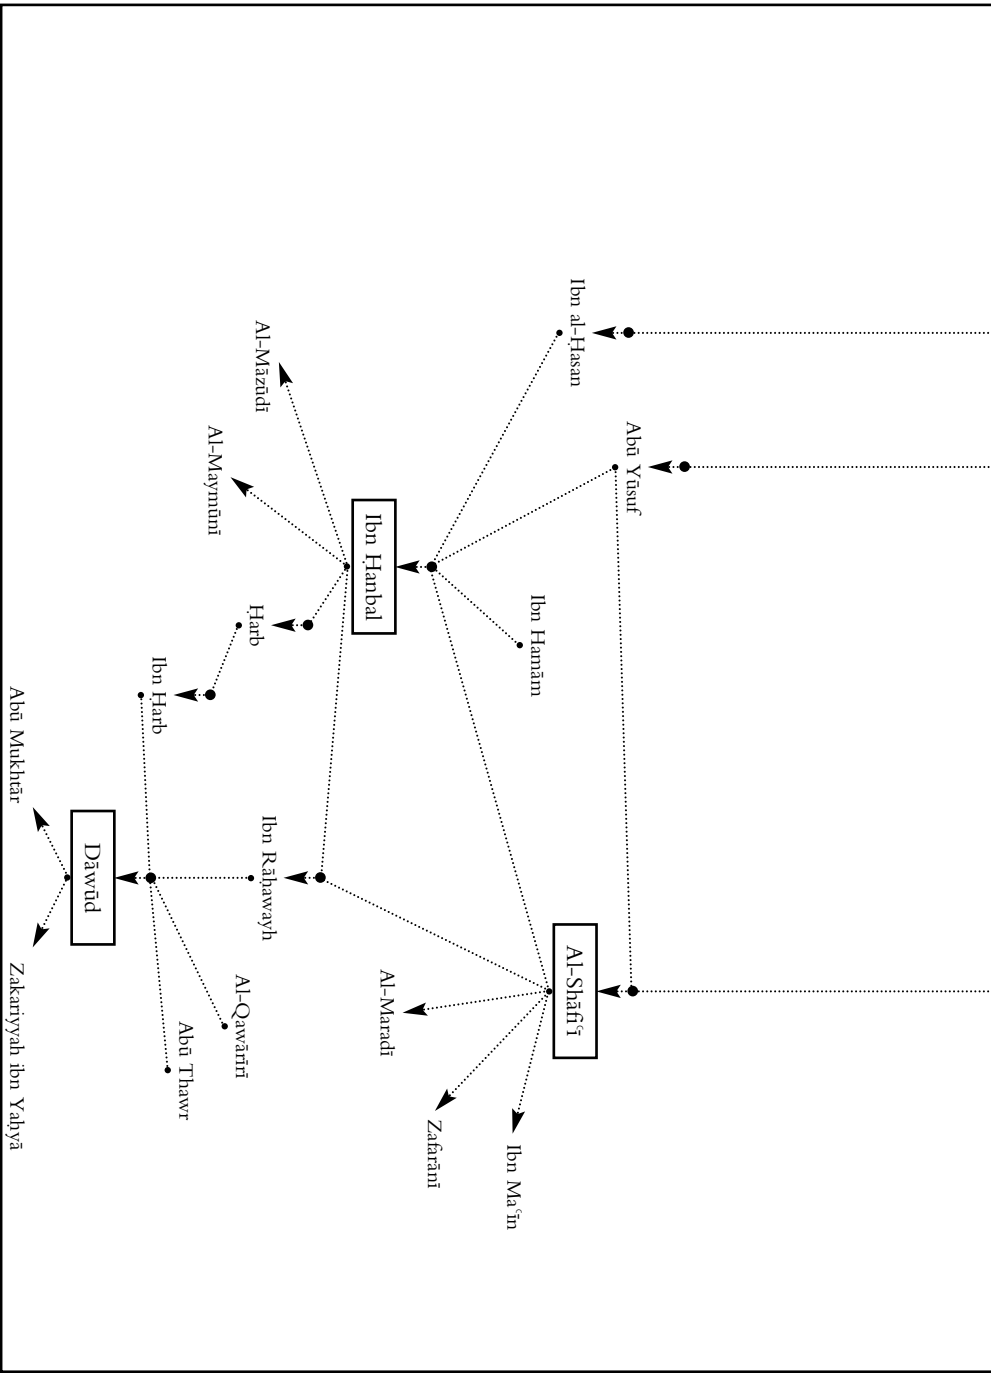 Ibn al-Ḥasan
Abū Yūsuf
Al-Shāfiʿī
Ibn Hamām
Ibn Maʿīn
Zafarānī
Al-Maradī
Ibn Ḥanbal
Al-Māzūdī
Al-Maymūnī
Ḥarb
Ibn Rāḥawayh
Al-Qawārīrī
Abū Thawr
Ibn Ḥarb
Dāwūd
Abū Mukhtār
Zakariyyah ibn Yaḥyā